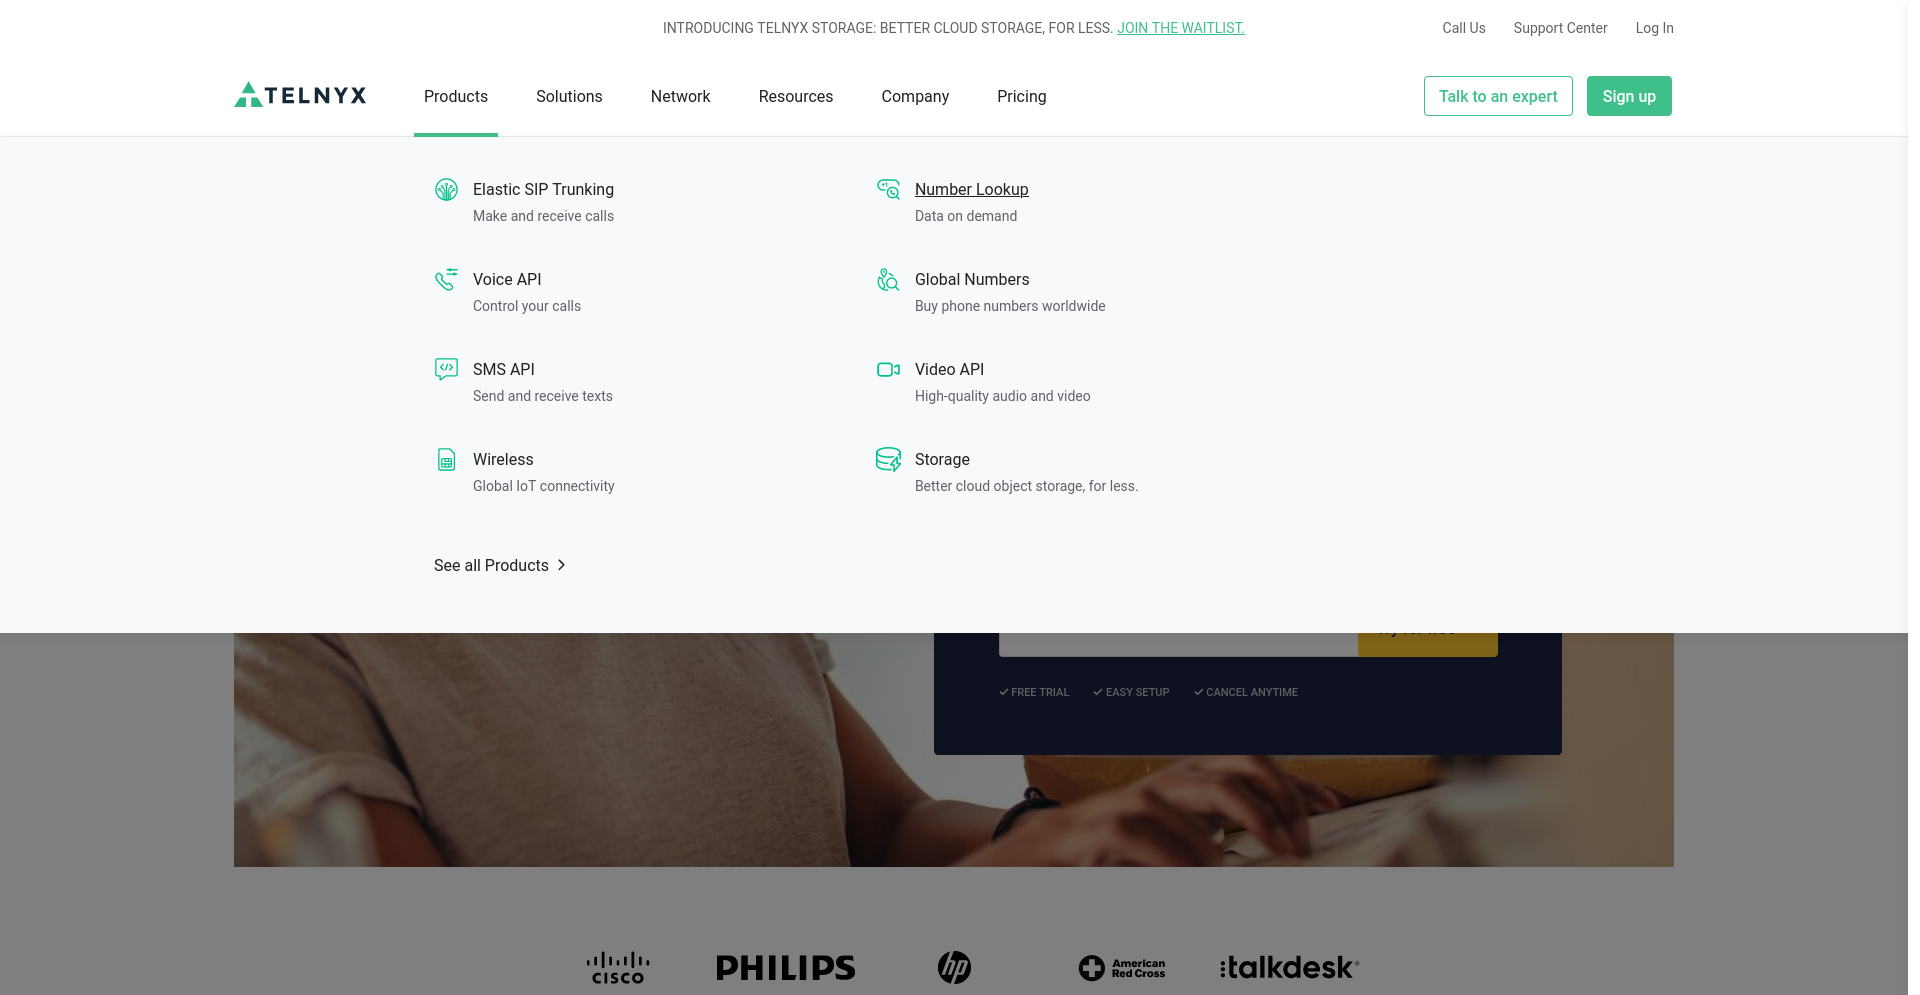 INTRODUCING TELNYX STORAGE: BETTER CLOUD STORAGE, FOR LESS. JOIN THE WAITLIST.
Call Us
Support Center
Log In
TELNYX
Products
Solutions
Network
Resources
Company
Pricing
Talk to an expert
Sign up
Elastic SIP Trunking
Make and receive calls
Number Lookup
Data on demand
Voice API
Control your calls
Global Numbers
Buy phone numbers worldwide
SMS API
Send and receive texts
Video API
High-quality audio and video
Wireless
Global IoT connectivity
Storage
Better cloud object storage, for less.
See all Products
FREE TRIAL
EASY SETUP
CANCEL ANYTIME
CISCO
PHILIPS
hp
American
Red Cross
:talkdesk®